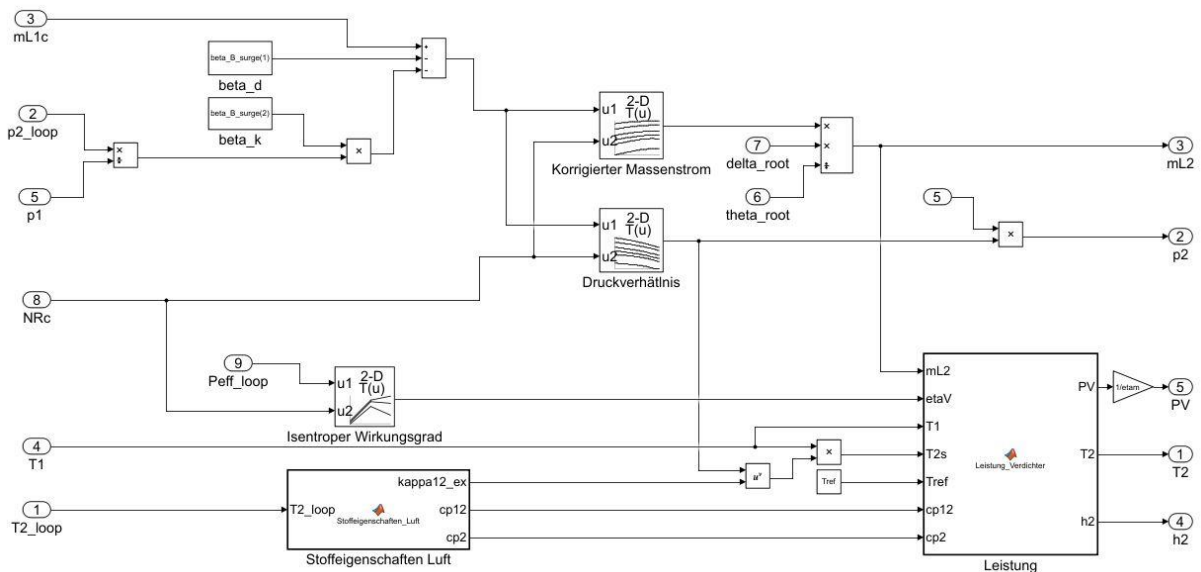 3
mL1c
beta_B_surge(1)
beta_d
2
p2_loop
beta_B_surge(2)
beta_k
×
÷
×
5
p1
+
-
-
2-D
T(u)
u1
u2
Korrigierter Massenstrom
×
×
÷
7
delta_root
6
theta_root
3
mL2
5
×
2
p2
2-D
T(u)
u1
u2
Druckverhätlnis
8
NRc
9
Peff_loop
2-D
T(u)
u1
u2
Isentroper Wirkungsgrad
4
T1
1
T2_loop
T2_loop
Stoffeigenschaften_Luft
kappa12_ex
cp12
cp2
Stoffeigenschaften Luft
uᵛ
×
Tref
mL2
etaV
T1
T2s
Tref
cp12
cp2
Leistung_Verdichter
PV
T2
h2
Leistung
1/etam
5
PV
1
T2
4
h2